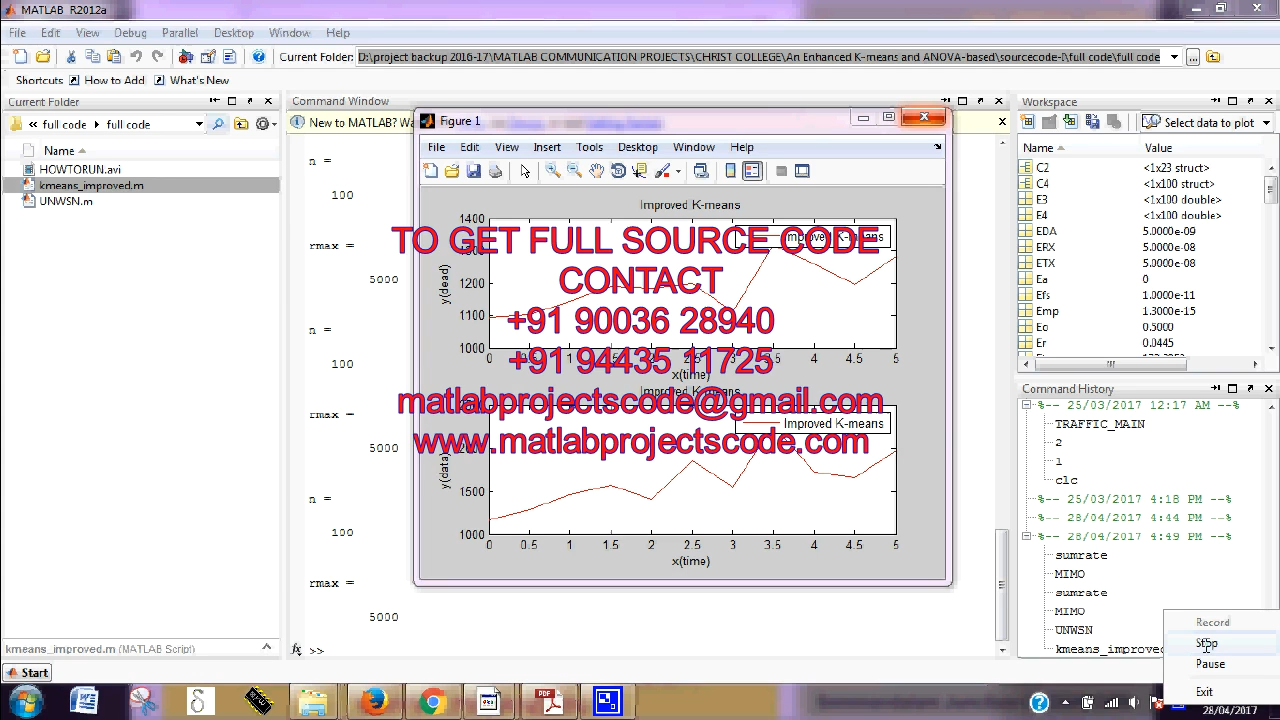 MATLAB R2012a
File Edit View Debug Parallel Desktop Window Help
Current Folder: D:\project backup 2016-17\MATLAB COMMUNICATION PROJECTS\CHRIST COLLEGE\An Enhanced K-means and ANOVA-based\sourcecode-I\full code\full code
Shortcuts How to Add What's New
Current Folder
« full code ▸ full code
Name
HOWTORUN.avi
kmeans_improved.m
UNWSN.m
kmeans_improved.m (MATLAB Script)
Command Window
New to MATLAB? Wa
n =
100
rmax =
5000
n =
100
rmax =
5000
n =
100
rmax =
5000
fx >>
Figure 1
File Edit View Insert Tools Desktop Window Help
Improved K-means
Improved K-means
1400
1300
1200
1100
1000
y(dead)
0 0.5 1 1.5 2 2.5 3 3.5 4 4.5 5
x(time)
Improved K-means
Improved K-means
1500
1000
y(data)
0 0.5 1 1.5 2 2.5 3 3.5 4 4.5 5
x(time)
TO GET FULL SOURCE CODE
CONTACT
+91 90036 28940
+91 94435 11725
matlabprojectscode@gmail.com
www.matlabprojectscode.com
Workspace
Select data to plot
Name Value
C2 <1x23 struct>
C4 <1x100 struct>
E3 <1x100 double>
E4 <1x100 double>
EDA 5.0000e-09
ERX 5.0000e-08
ETX 5.0000e-08
Ea 0
Efs 1.0000e-11
Emp 1.3000e-15
Eo 0.5000
Er 0.0445
Command History
%-- 25/03/2017 12:17 AM --%
TRAFFIC_MAIN
2
1
clc
%-- 25/03/2017 4:18 PM --%
%-- 28/04/2017 4:44 PM --%
%-- 28/04/2017 4:49 PM --%
sumrate
MIMO
sumrate
MIMO
UNWSN
kmeans_improved
Record
Stop
Pause
Exit
Start
28/04/2017